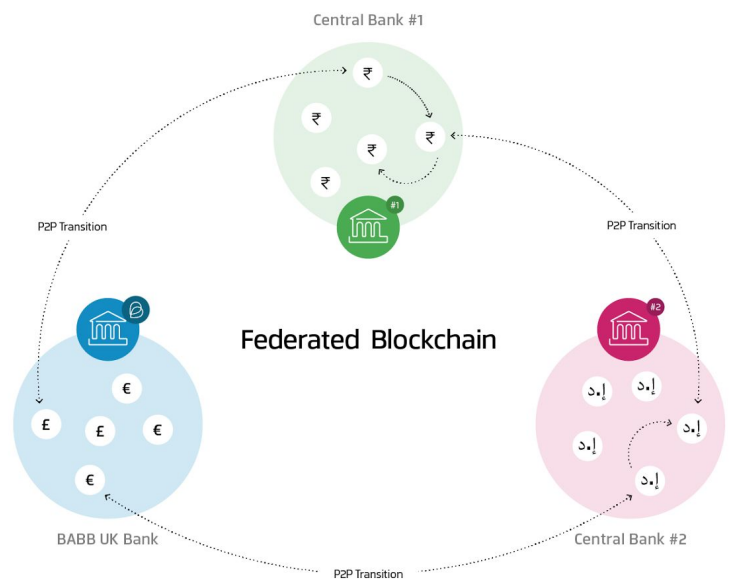 Central Bank #1
₹
₹
₹
₹
₹
#1
P2P Transition
P2P Transition
#2
Federated Blockchain
€
£
£
€
€
د.إ
د.إ
د.إ
د.إ
د.إ
BABB UK Bank
Central Bank #2
P2P Transition